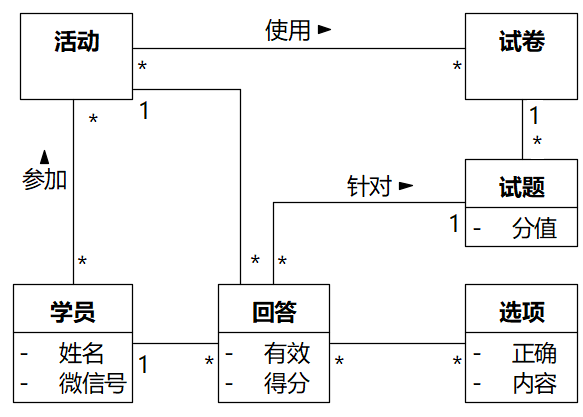 活动
使用 ►
试卷
*
*
1
*
1
*
▲
参加
针对 ►
试题
1
- 分值
*
* *
学员
回答
选项
- 姓名
- 有效
- 正确
1
*
*
*
- 微信号
- 得分
- 内容